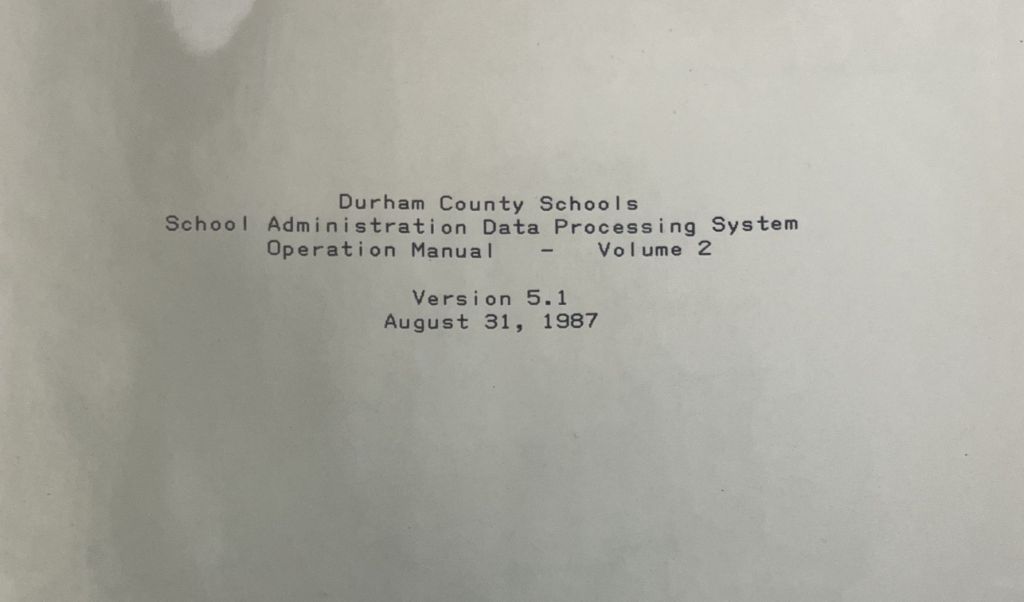 Durham County Schools
School Administration Data Processing System
Operation Manual - Volume 2
Version 5.1
August 31, 1987